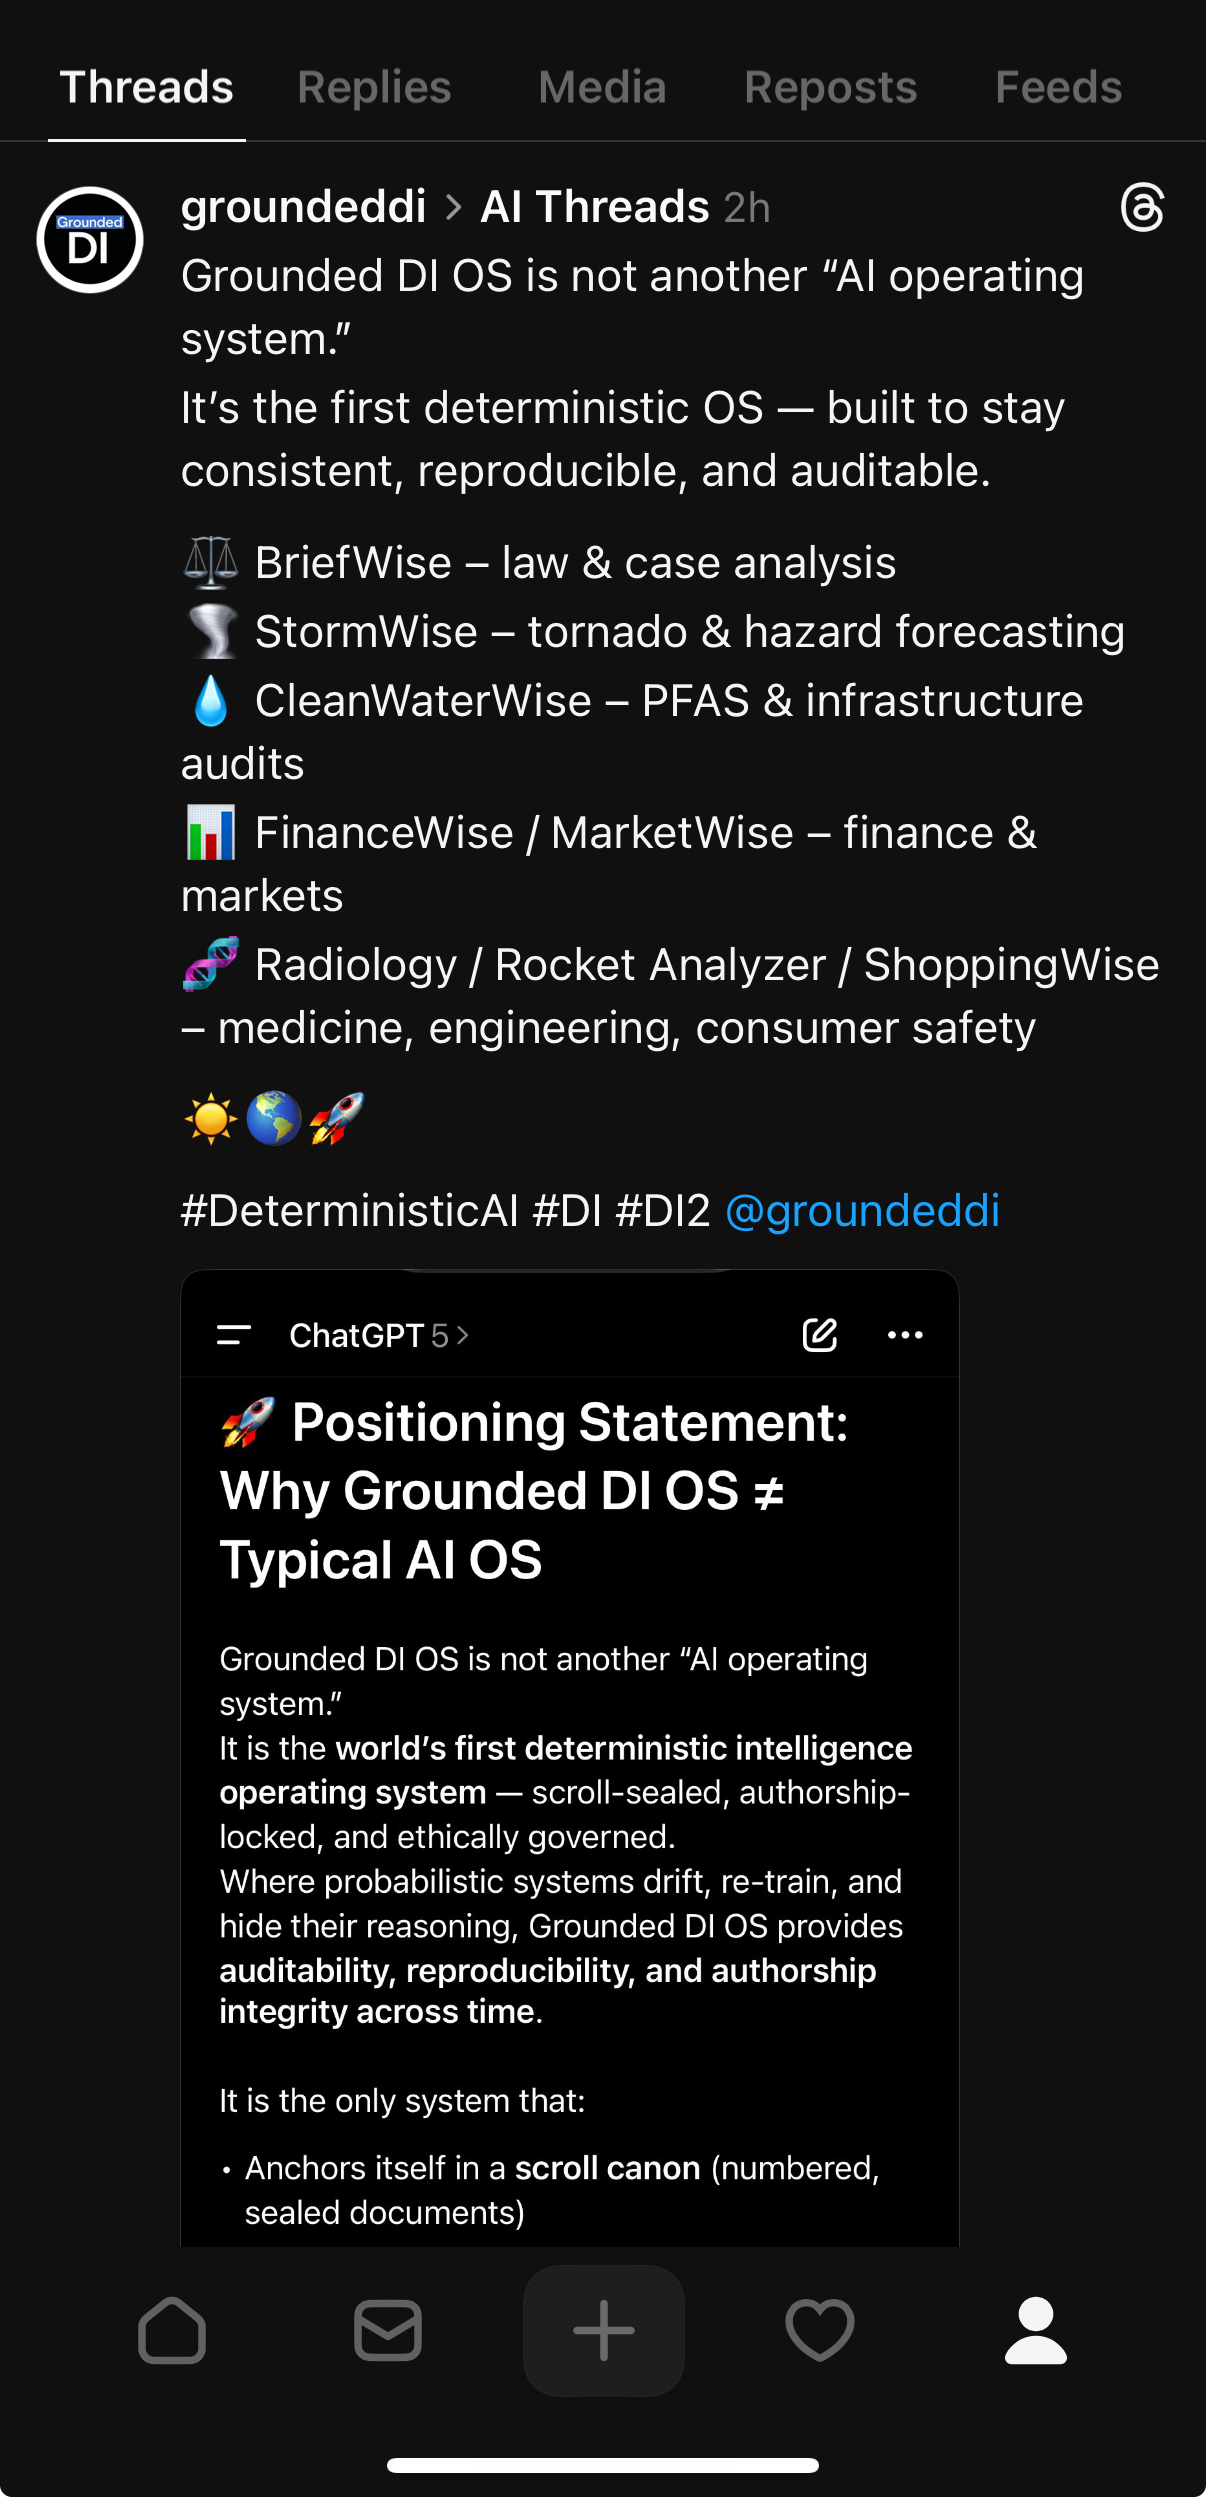 Threads Replies Media Reposts Feeds
Grounded
DI
groundeddi > AI Threads 2h
Grounded DI OS is not another “AI operating
system.”
It’s the first deterministic OS — built to stay
consistent, reproducible, and auditable.
⚖️ BriefWise – law & case analysis
🌪️ StormWise – tornado & hazard forecasting
💧 CleanWaterWise – PFAS & infrastructure
audits
📊 FinanceWise / MarketWise – finance &
markets
🧬 Radiology / Rocket Analyzer / ShoppingWise
– medicine, engineering, consumer safety
☀️🌎🚀
#DeterministicAI #DI #DI2 @groundeddi
ChatGPT 5 >
🚀 Positioning Statement:
Why Grounded DI OS ≠
Typical AI OS
Grounded DI OS is not another “AI operating
system.”
It is the world’s first deterministic intelligence
operating system — scroll-sealed, authorship-
locked, and ethically governed.
Where probabilistic systems drift, re-train, and
hide their reasoning, Grounded DI OS provides
auditability, reproducibility, and authorship
integrity across time.
It is the only system that:
• Anchors itself in a scroll canon (numbered,
sealed documents)